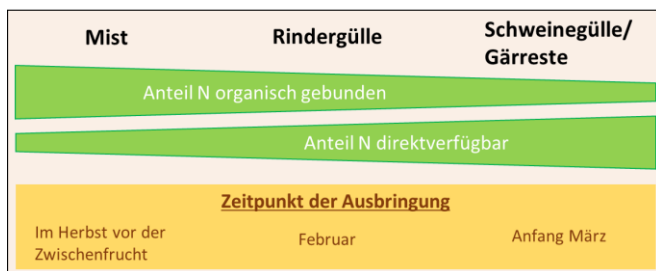 Mist
Rindergülle
Schweinegülle/
Gärreste
Anteil N organisch gebunden
Anteil N direktverfügbar
Zeitpunkt der Ausbringung
Im Herbst vor der
Zwischenfrucht
Februar
Anfang März